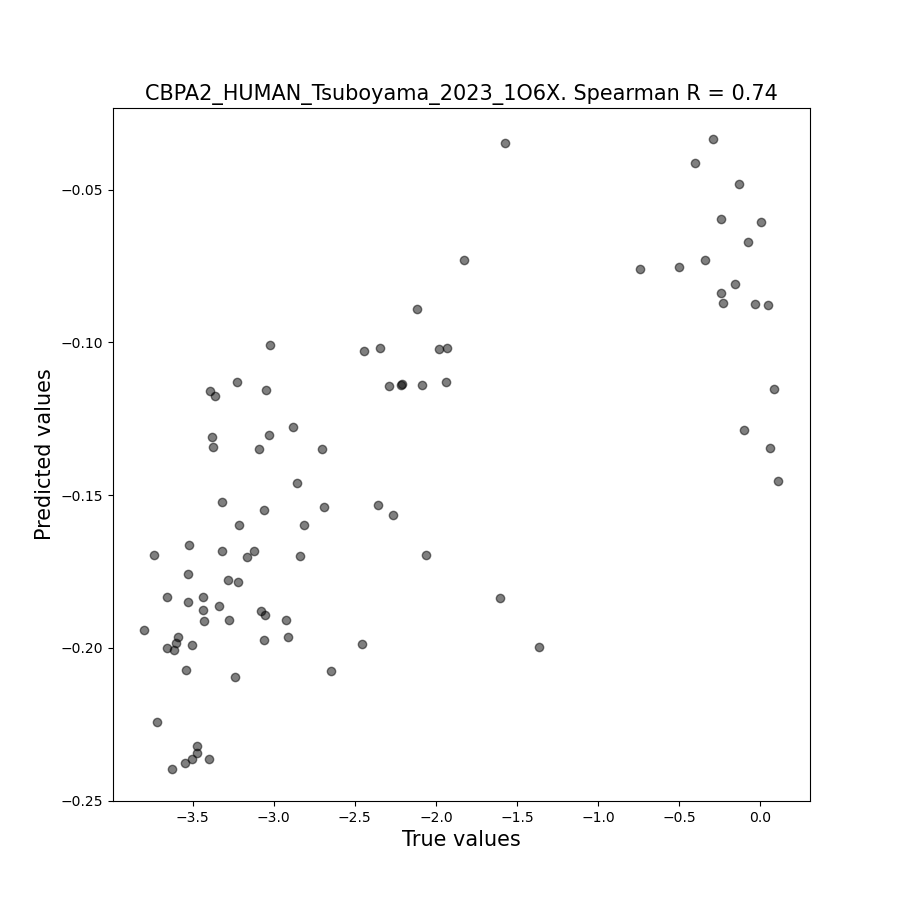 CBPA2_HUMAN_Tsuboyama_2023_1O6X. Spearman R = 0.74
−0.05
−0.10
−0.15
−0.20
−0.25
Predicted values
−3.5 −3.0 −2.5 −2.0 −1.5 −1.0 −0.5 0.0
True values